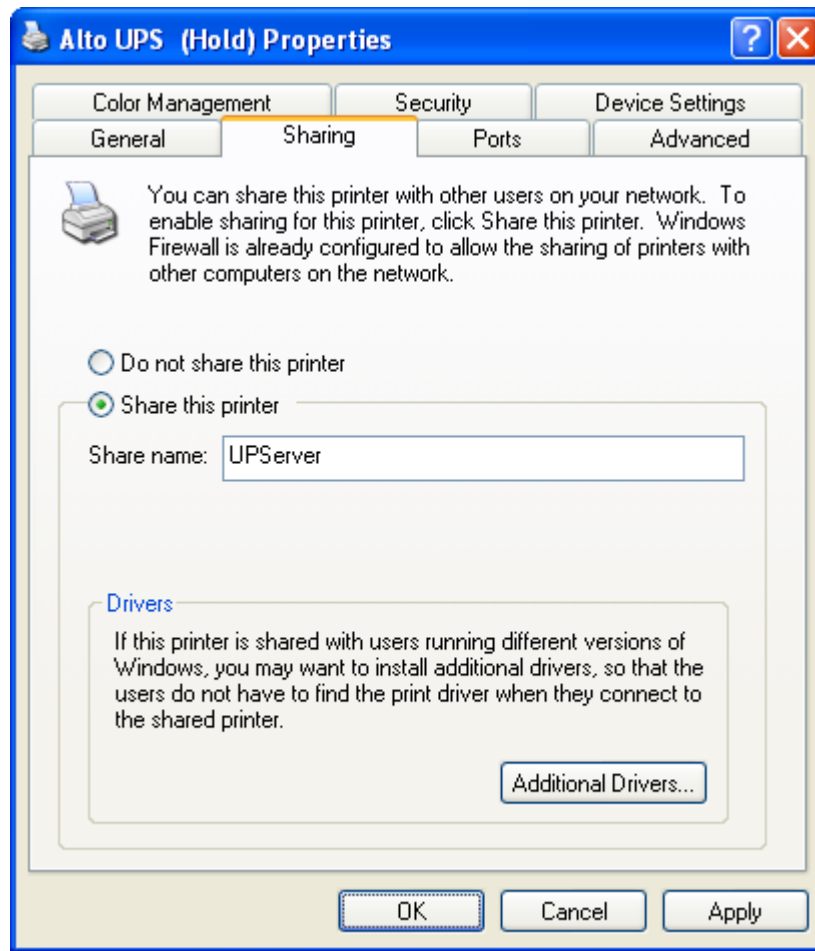 Alto UPS (Hold) Properties
Color Management Security Device Settings
General Sharing Ports Advanced
You can share this printer with other users on your network. To
enable sharing for this printer, click Share this printer. Windows
Firewall is already configured to allow the sharing of printers with
other computers on the network.
Do not share this printer
Share this printer
Share name: UPServer
Drivers
If this printer is shared with users running different versions of
Windows, you may want to install additional drivers, so that the
users do not have to find the print driver when they connect to
the shared printer.
Additional Drivers...
OK Cancel Apply